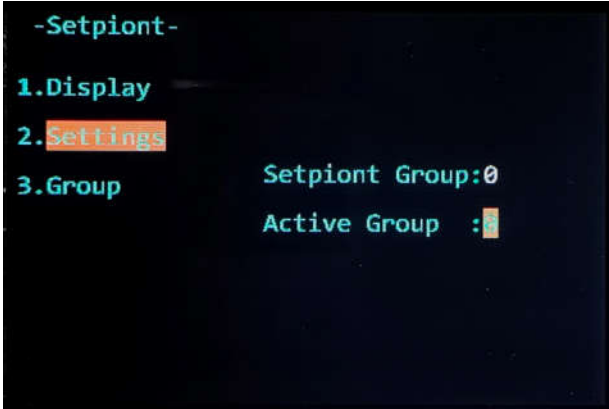 -Setpiont-
1.Display
2.Settings
3.Group
Setpiont Group:0
Active Group :